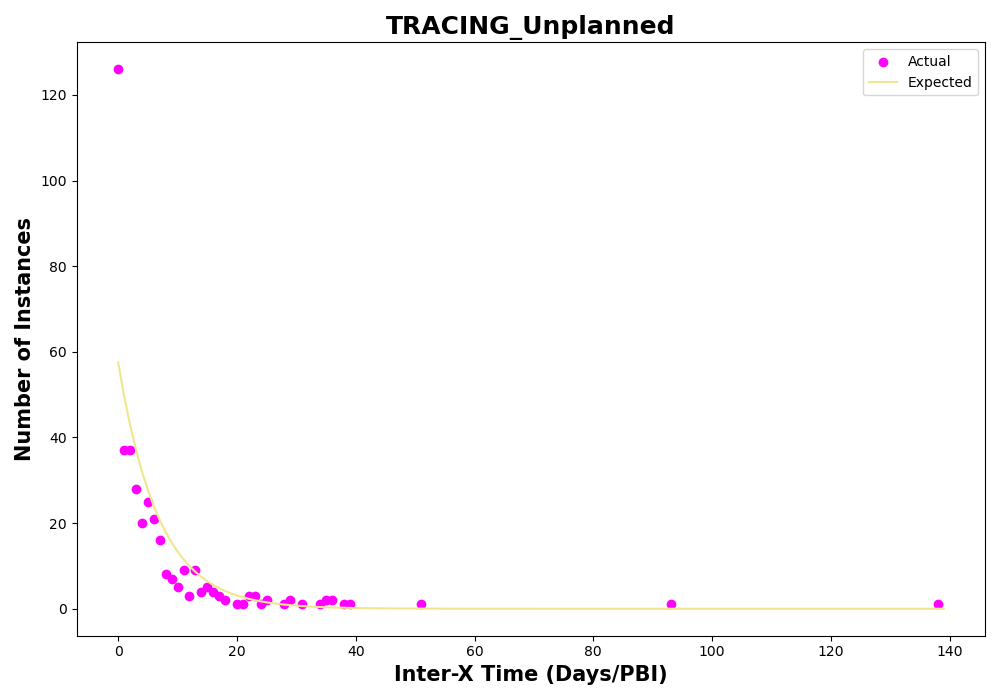 TRACING_Unplanned
Actual
Expected
Number of Instances
120
100
80
60
40
20
0
0 20 40 60 80 100 120 140
Inter-X Time (Days/PBI)